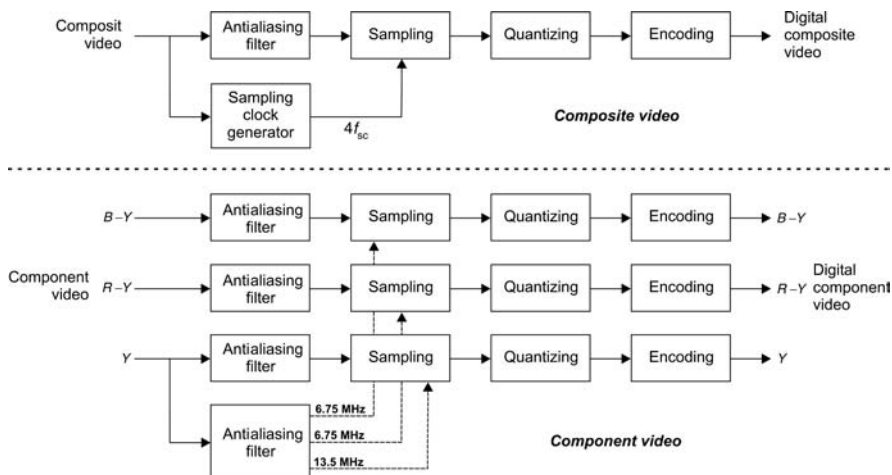 Composit
video
Antialiasing
filter
Sampling
Quantizing
Encoding
Digital
composite
video
Sampling
clock
generator
4fsc
Composite video
B–Y
Antialiasing
filter
Sampling
Quantizing
Encoding
B–Y
Component
video
R–Y
Antialiasing
filter
Sampling
Quantizing
Encoding
R–Y
Digital
component
video
Y
Antialiasing
filter
Sampling
Quantizing
Encoding
Y
Antialiasing
filter
6.75 MHz
6.75 MHz
13.5 MHz
Component video